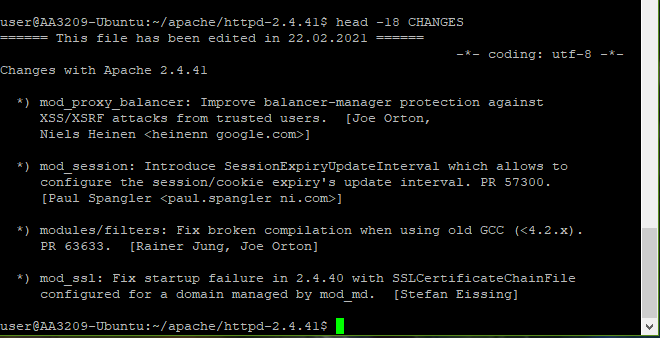 user@AA3209-Ubuntu:~/apache/httpd-2.4.41$ head -18 CHANGES
====== This file has been edited in 22.02.2021 ======
-*- coding: utf-8 -*-
Changes with Apache 2.4.41
*) mod_proxy_balancer: Improve balancer-manager protection against
XSS/XSRF attacks from trusted users. [Joe Orton,
Niels Heinen <heinenn google.com>]
*) mod_session: Introduce SessionExpiryUpdateInterval which allows to
configure the session/cookie expiry's update interval. PR 57300.
[Paul Spangler <paul.spangler ni.com>]
*) modules/filters: Fix broken compilation when using old GCC (<4.2.x).
PR 63633. [Rainer Jung, Joe Orton]
*) mod_ssl: Fix startup failure in 2.4.40 with SSLCertificateChainFile
configured for a domain managed by mod_md. [Stefan Eissing]
user@AA3209-Ubuntu:~/apache/httpd-2.4.41$